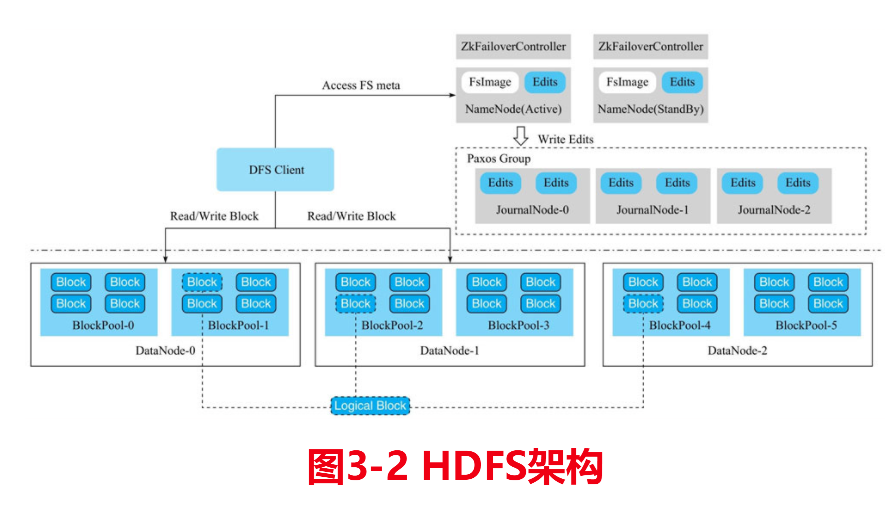 ZkFailoverController ZkFailoverController
FsImage Edits FsImage Edits
Access FS meta
NameNode(Active) NameNode(StandBy)
Write Edits
Paxos Group
DFS Client
Edits Edits Edits Edits Edits Edits
JournalNode-0 JournalNode-1 JournalNode-2
Read/Write Block Read/Write Block
Block Block Block Block Block Block Block Block Block Block Block Block
Block Block Block Block Block Block Block Block Block Block Block Block
BlockPool-0 BlockPool-1 BlockPool-2 BlockPool-3 BlockPool-4 BlockPool-5
DataNode-0 DataNode-1 DataNode-2
Logical Block
图3-2 HDFS架构